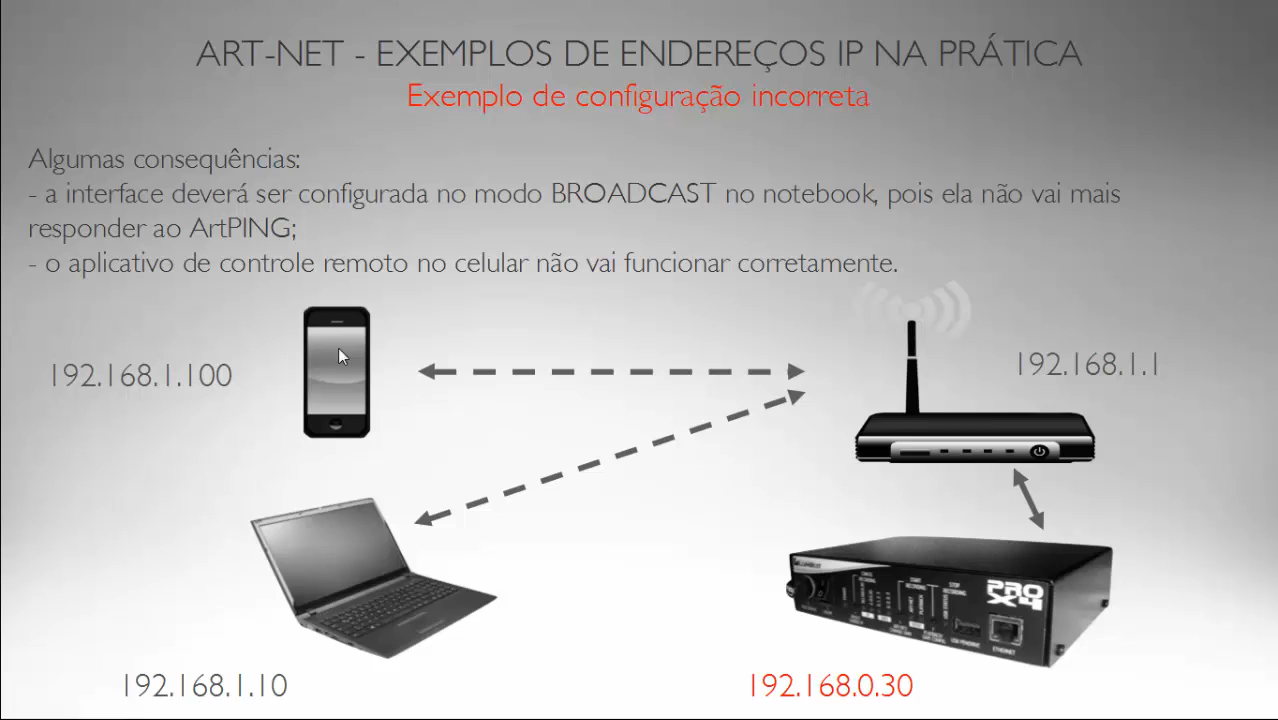 ART-NET - EXEMPLOS DE ENDEREÇOS IP NA PRÁTICA
Exemplo de configuração incorreta
Algumas consequências:
- a interface deverá ser configurada no modo BROADCAST no notebook, pois ela não vai mais
responder ao ArtPING;
- o aplicativo de controle remoto no celular não vai funcionar corretamente.
192.168.1.100
192.168.1.1
PRO
X4
ETHERNET
192.168.1.10
192.168.0.30